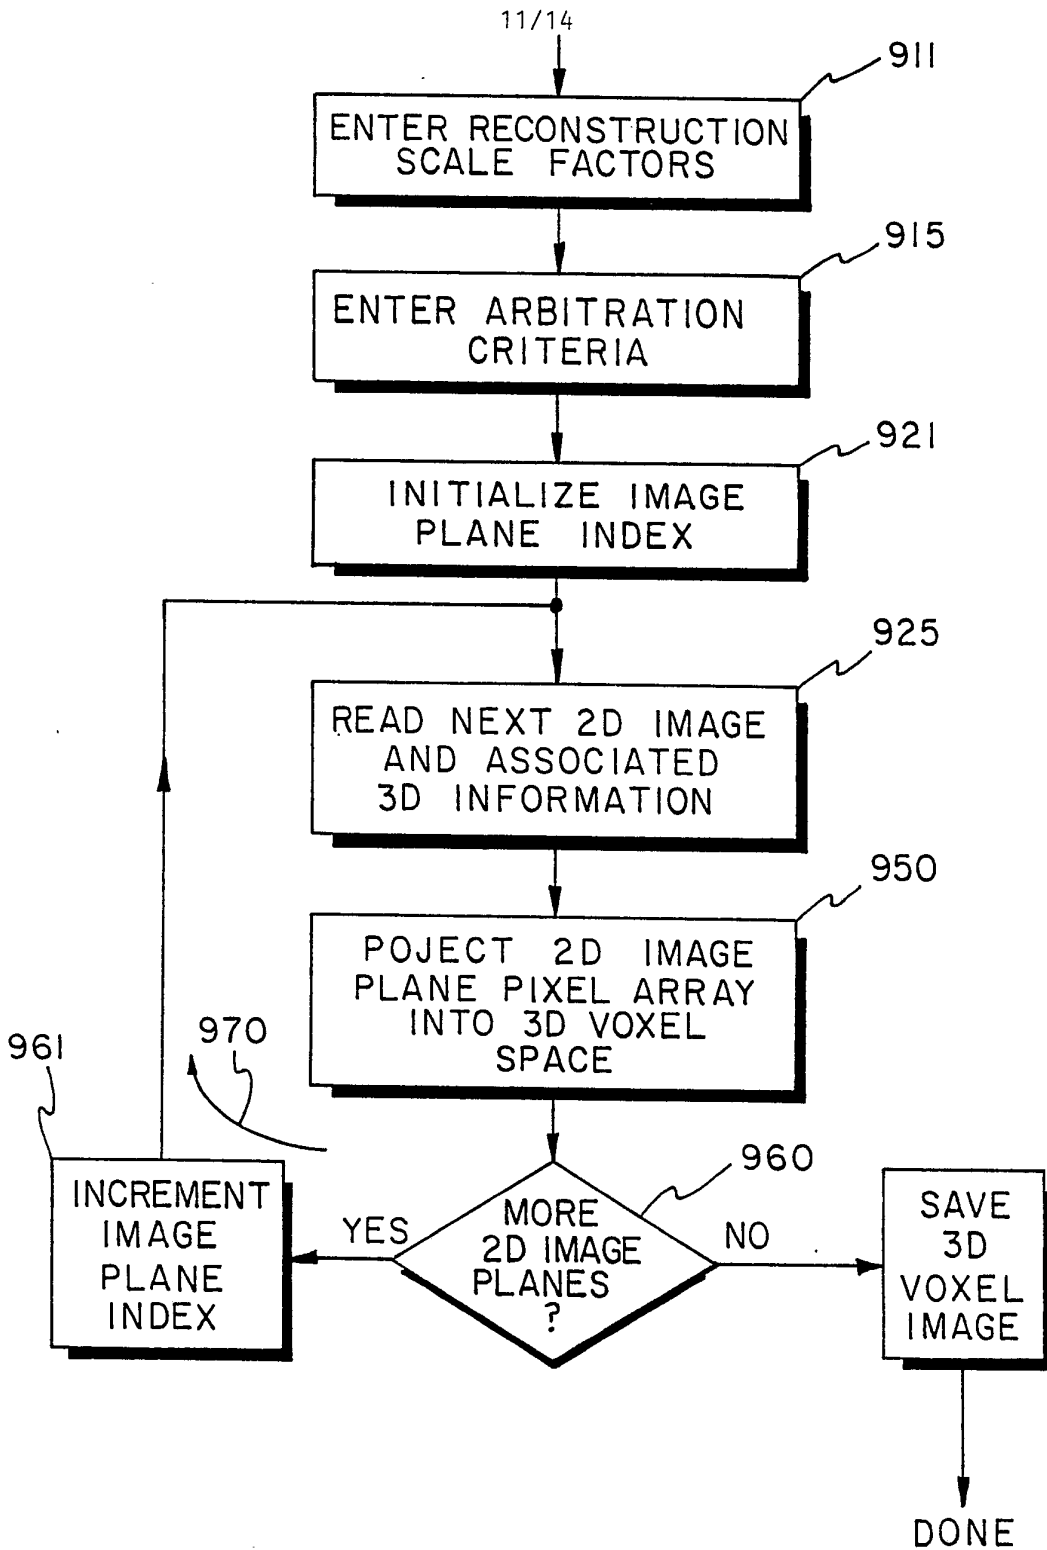 11/14
911
ENTER RECONSTRUCTION
SCALE FACTORS
915
ENTER ARBITRATION
CRITERIA
921
INITIALIZE IMAGE
PLANE INDEX
925
READ NEXT 2D IMAGE
AND ASSOCIATED
3D INFORMATION
950
POJECT 2D IMAGE
PLANE PIXEL ARRAY
INTO 3D VOXEL
SPACE
970
961
INCREMENT
IMAGE
PLANE
INDEX
YES
960
MORE
2D IMAGE
PLANES
?
NO
SAVE
3D
VOXEL
IMAGE
DONE